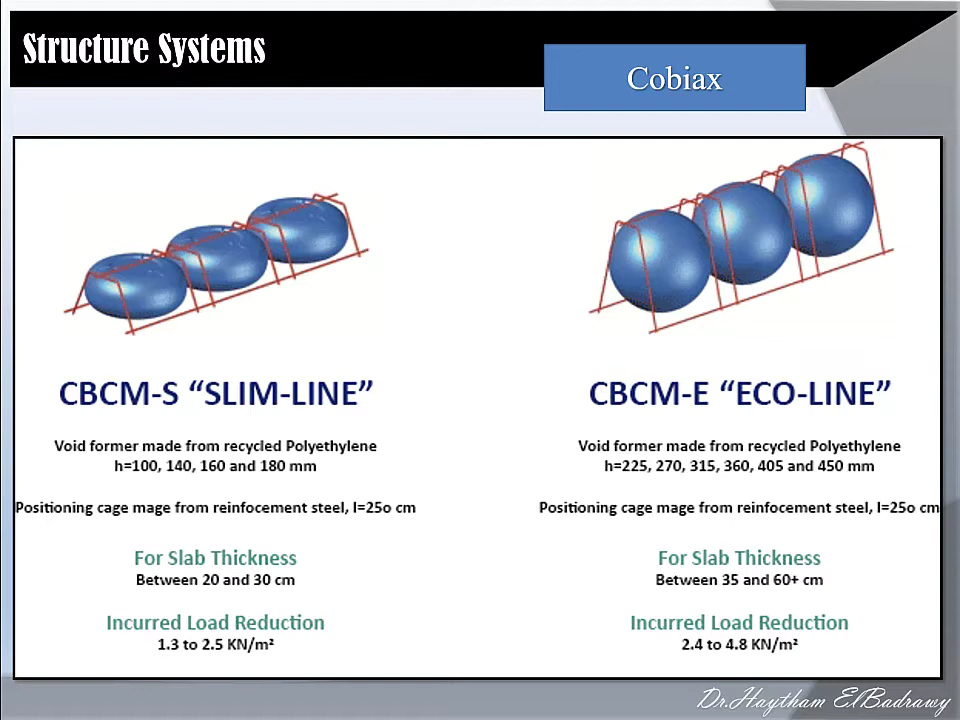 Structure Systems
Cobiax
CBCM-S “SLIM-LINE”
Void former made from recycled Polyethylene
h=100, 140, 160 and 180 mm
Positioning cage mage from reinfocement steel, l=25o cm
For Slab Thickness
Between 20 and 30 cm
Incurred Load Reduction
1.3 to 2.5 KN/m²
CBCM-E “ECO-LINE”
Void former made from recycled Polyethylene
h=225, 270, 315, 360, 405 and 450 mm
Positioning cage mage from reinfocement steel, l=25o cm
For Slab Thickness
Between 35 and 60+ cm
Incurred Load Reduction
2.4 to 4.8 KN/m²
Dr.Haytham ElBadrawy